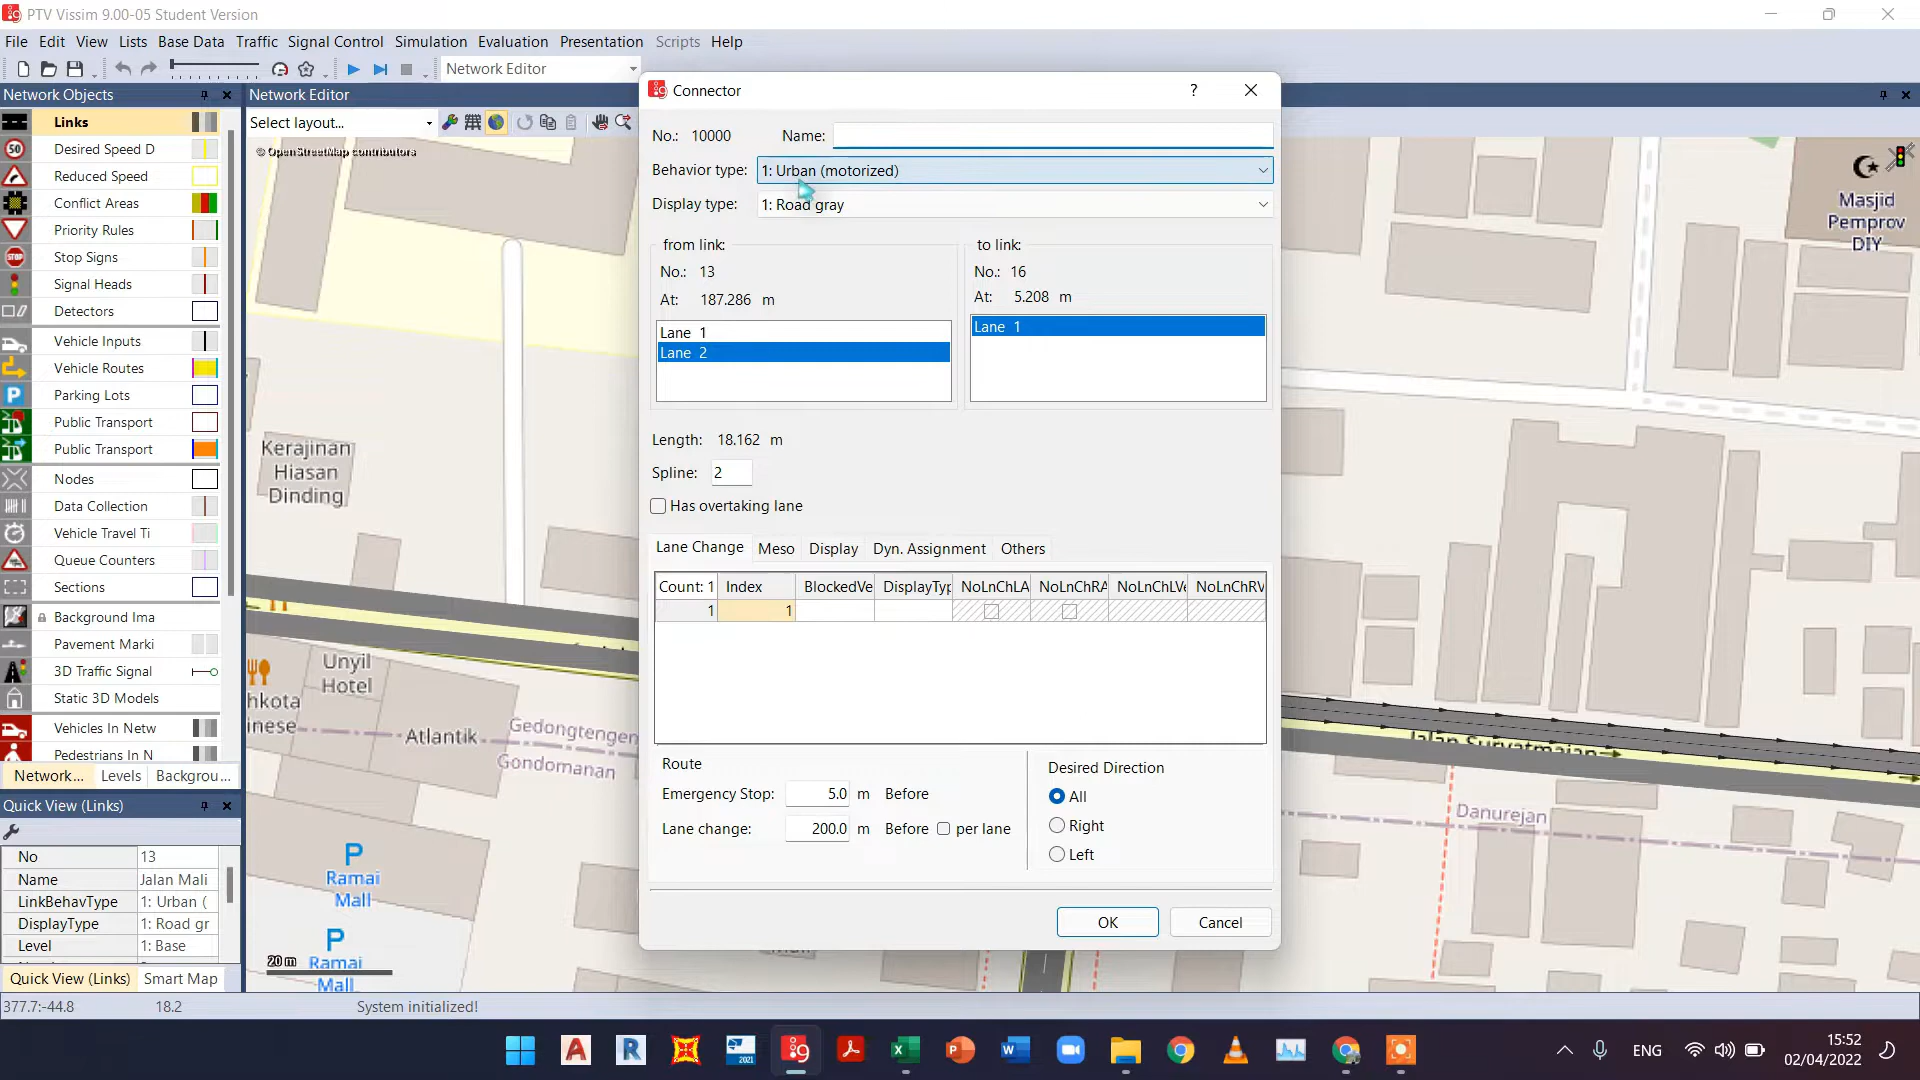 PTV Vissim 9.00-05 Student Version
File Edit View Lists Base Data Traffic Signal Control Simulation Evaluation Presentation Scripts Help
Network Editor
Network Objects
Network Editor
Select layout...
© OpenStreetMap contributors
Links
Desired Speed D
Reduced Speed
Conflict Areas
Priority Rules
Stop Signs
Signal Heads
Detectors
Vehicle Inputs
Vehicle Routes
Parking Lots
Public Transport
Public Transport
Nodes
Data Collection
Vehicle Travel Ti
Queue Counters
Sections
Background Ima
Pavement Marki
3D Traffic Signal
Static 3D Models
Vehicles In Netw
Pedestrians In N
Network... Levels Backgrou...
Quick View (Links)
No 13
Name Jalan Mali
LinkBehavType 1: Urban (
DisplayType 1: Road gr
Level 1: Base
Quick View (Links) Smart Map
377.7:-44.8 18.2 System initialized!
Connector
?
No.: 10000 Name:
Behavior type: 1: Urban (motorized)
Display type: 1: Road gray
from link:
No.: 13
At: 187.286 m
Lane 1
Lane 2
to link:
No.: 16
At: 5.208 m
Lane 1
Length: 18.162 m
Spline: 2
Has overtaking lane
Lane Change Meso Display Dyn. Assignment Others
Count: 1 Index BlockedVe DisplayTyp NoLnChLA NoLnChRA NoLnChLVe NoLnChRV
1 1
Route
Emergency Stop: 5.0 m Before
Lane change: 200.0 m Before per lane
Desired Direction
All
Right
Left
OK Cancel
Kerajinan
Hiasan
Dinding
Unyil
Hotel
hkota
inese
Atlantik
Gedongtengen
Gondomanan
P
Ramai
Mall
P
Ramai
Mall
20 m
Masjid
Pemprov
DIY
Jalan Suryatmajan
Danurejan
ENG
15:52
02/04/2022